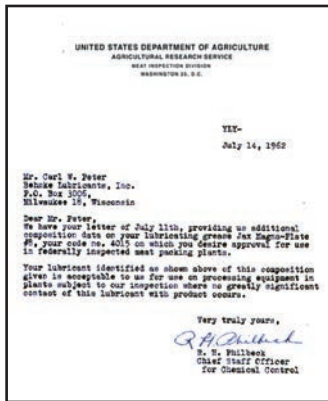 UNITED STATES DEPARTMENT OF AGRICULTURE
AGRICULTURAL RESEARCH SERVICE
MEAT INSPECTION DIVISION
WASHINGTON 25, D.C.
YLY-
July 14, 1962
Mr. Carl W. Peter
Behnke Lubricants, Inc.
P.O. Box 3006,
Milwaukee 18, Wisconsin
Dear Mr. Peter,
We have your letter of July 11th, providing us additional
composition data on your lubricating grease Jax Magna-Plate
#8, your code no. 4015 on which you desire approval for use
in federally inspected meat packing plants.
Your lubricant identified as shown above of this composition
given is acceptable to us for use on processing equipment in
plants subject to our inspection where no greatly significant
contact of this lubricant with product occurs.
Very truly yours,
R H Philbeck
R. H. Philbeck
Chief Staff Officer
for Chemical Control